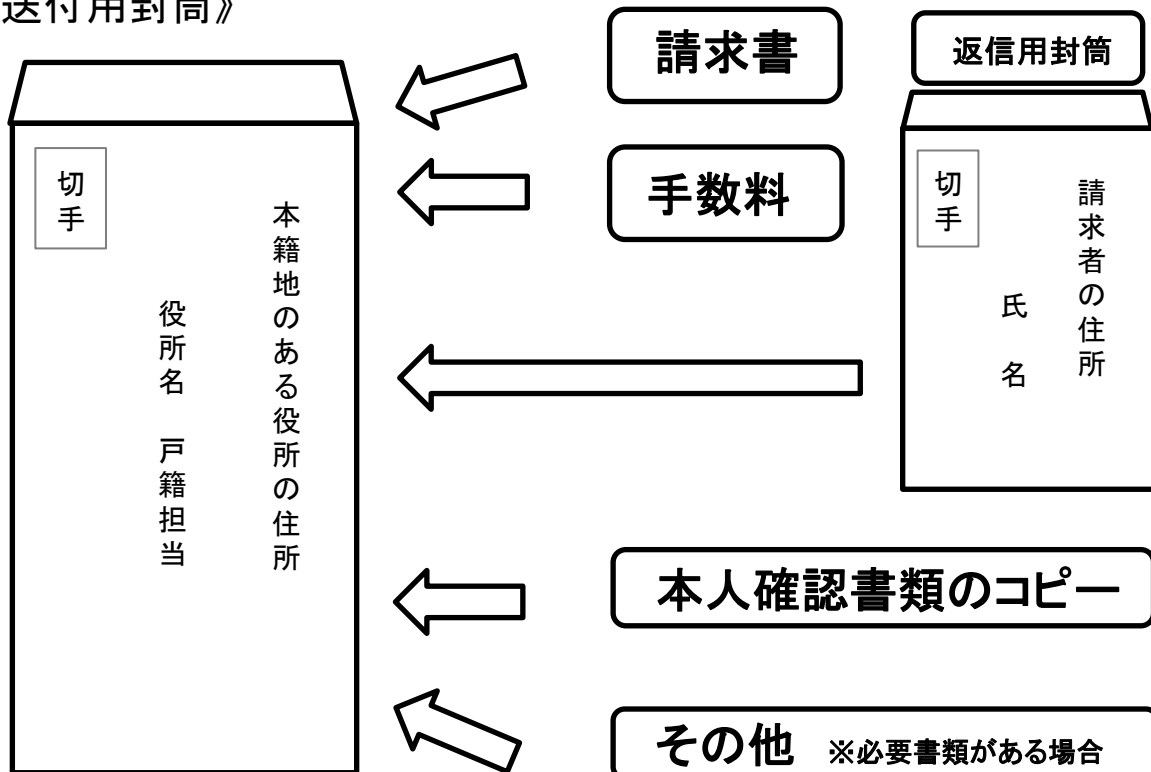 送付用封筒》
切手
本籍地のある役所の住所
役所名　戸籍担当
請求書
手数料
返信用封筒
切手
請求者の住所
氏　名
本人確認書類のコピー
その他　※必要書類がある場合